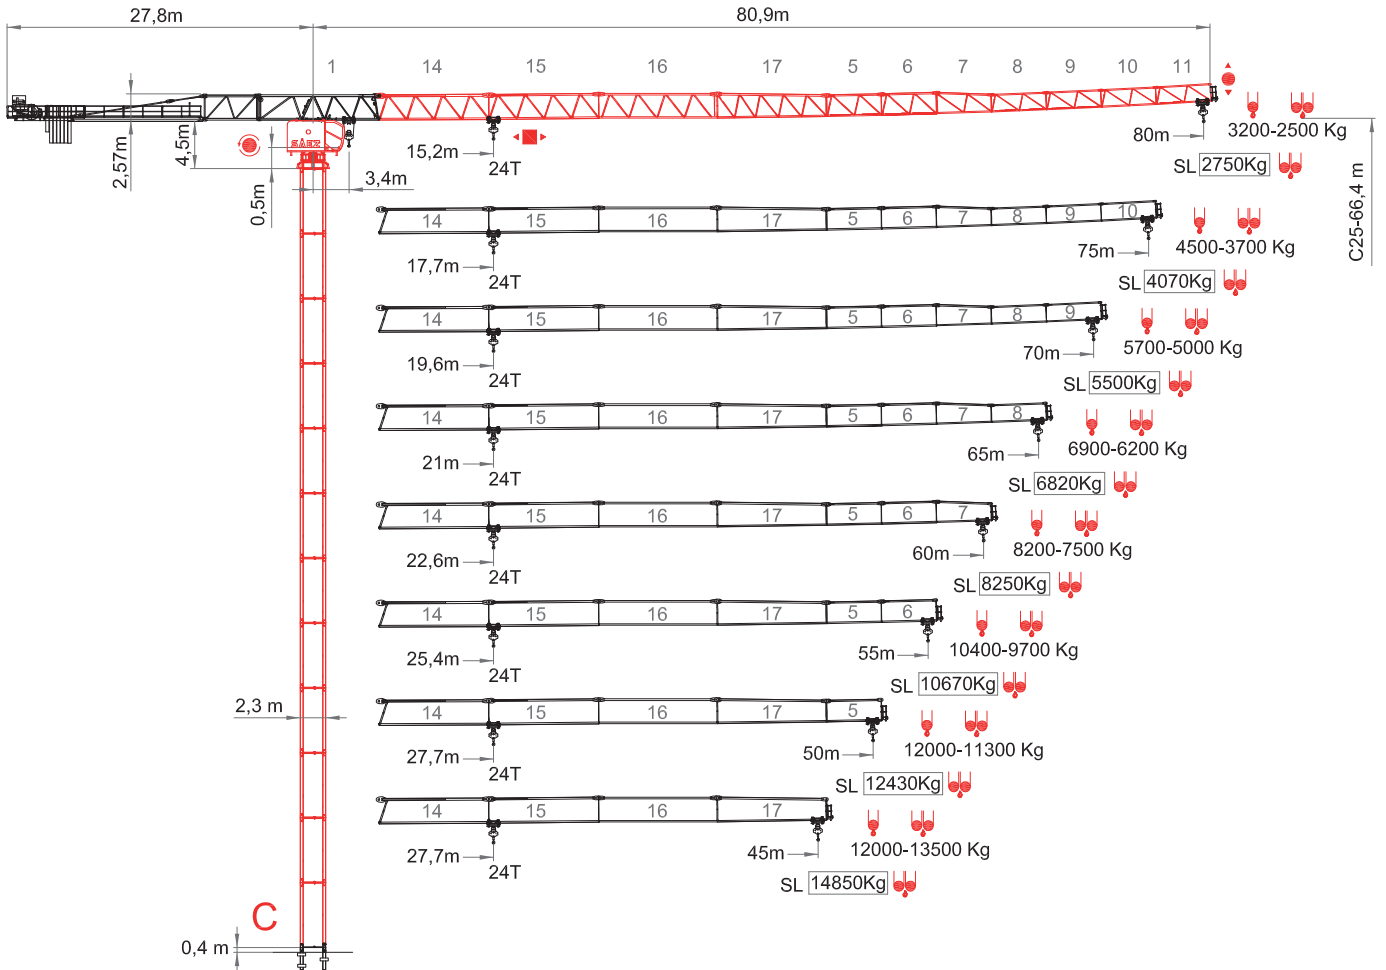 27,8m 80,9m
1 14 15 16 17 5 6 7 8 9 10 11
2,57m
4,5m
SAEZ
0,5m
3,4m
15,2m
24T
80m
3200-2500 Kg
SL 2750Kg
C25-66,4 m
14 15 16 17 5 6 7 8 9 10
17,7m
24T
75m
4500-3700 Kg
SL 4070Kg
14 15 16 17 5 6 7 8 9
19,6m
24T
70m
5700-5000 Kg
SL 5500Kg
14 15 16 17 5 6 7 8
21m
24T
65m
6900-6200 Kg
SL 6820Kg
14 15 16 17 5 6 7
22,6m
24T
60m
8200-7500 Kg
SL 8250Kg
14 15 16 17 5 6
25,4m
24T
55m
10400-9700 Kg
SL 10670Kg
2,3 m
14 15 16 17 5
27,7m
24T
50m
12000-11300 Kg
SL 12430Kg
14 15 16 17
27,7m
24T
45m
12000-13500 Kg
SL 14850Kg
C
0,4 m